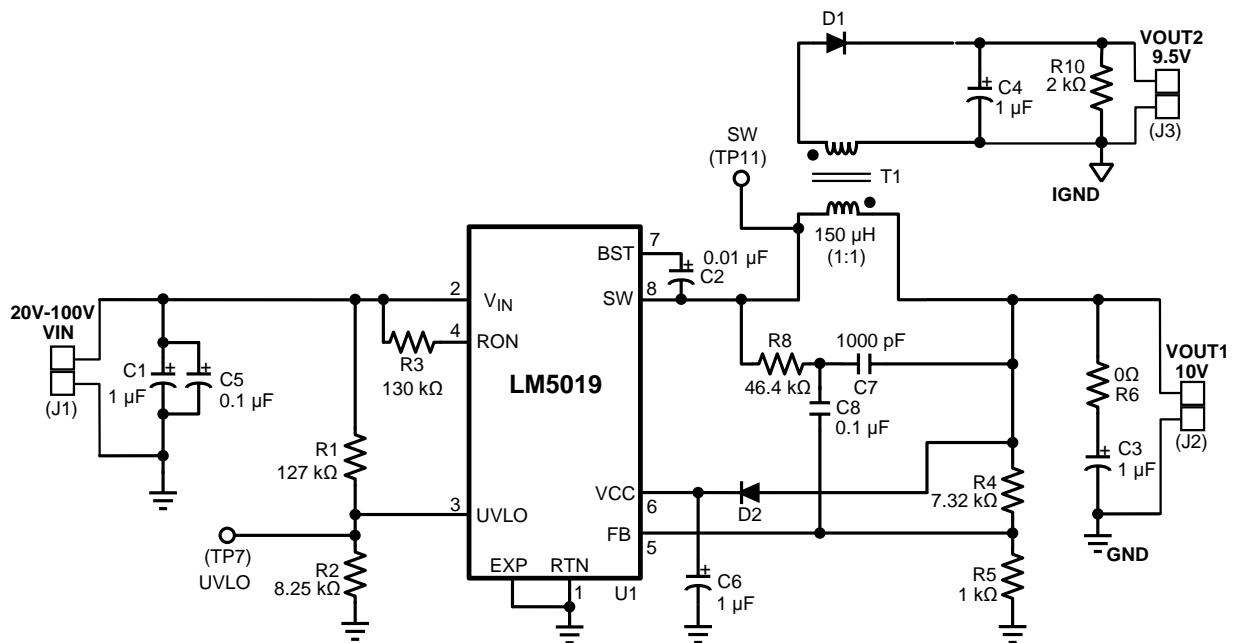 D1
VOUT2
9.5V
R10
2 kΩ
+
C4
1 µF
(J3)
SW
(TP11)
T1
IGND
150 µH
(1:1)
7
BST
+
0.01 µF
C2
20V-100V
VIN
2
VIN
SW
8
4
RON
R3
130 kΩ
R8
46.4 kΩ
1000 pF
C7
VOUT1
10V
LM5019
C1
+
1 µF
+
C5
0.1 µF
(J1)
0Ω
R6
C8
0.1 µF
(J2)
R1
127 kΩ
+
C3
1 µF
VCC
6
D2
R4
7.32 kΩ
3
UVLO
FB
5
GND
(TP7)
UVLO
R2
8.25 kΩ
EXP
RTN
1
U1
+
C6
1 µF
R5
1 kΩ